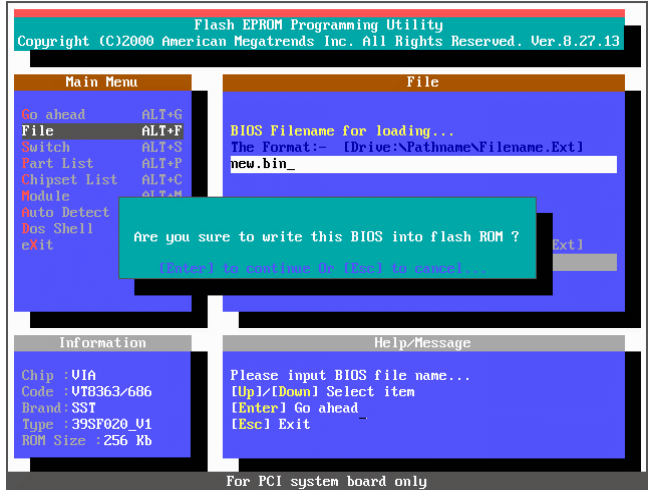 Flash EPROM Programming Utility
Copyright (C)2000 American Megatrends Inc. All Rights Reserved. Ver.8.27.13
Main Menu
Go ahead ALT+G
File ALT+F
Switch ALT+S
Part List ALT+P
Chipset List ALT+C
Module ALT+M
Auto Detect
Dos Shell
eXit
File
BIOS Filename for loading...
The Format:- [Drive:\Pathname\Filename.Ext]
new.bin_
Ext]
Are you sure to write this BIOS into flash ROM ?
[Enter] to continue Or [Esc] to cancel...
Information
Chip :VIA
Code :VT8363/686
Brand:SST
Type :39SF020_V1
ROM Size :256 Kb
Help/Message
Please input BIOS file name...
[Up]/[Down] Select item
[Enter] Go ahead_
[Esc] Exit
For PCI system board only